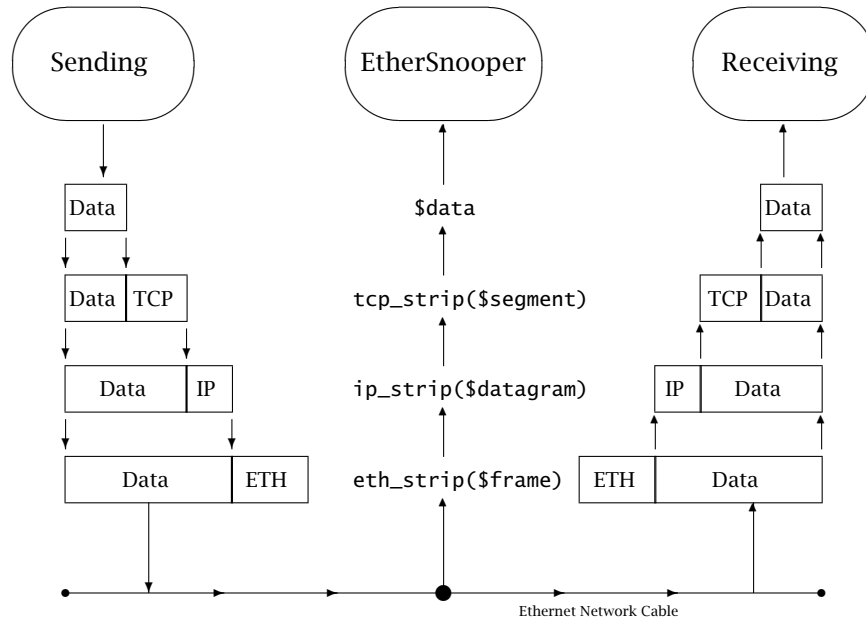 Sending EtherSnooper Receiving
Data $data Data
Data TCP tcp_strip($segment) TCP Data
Data IP ip_strip($datagram) IP Data
Data ETH eth_strip($frame) ETH Data
Ethernet Network Cable